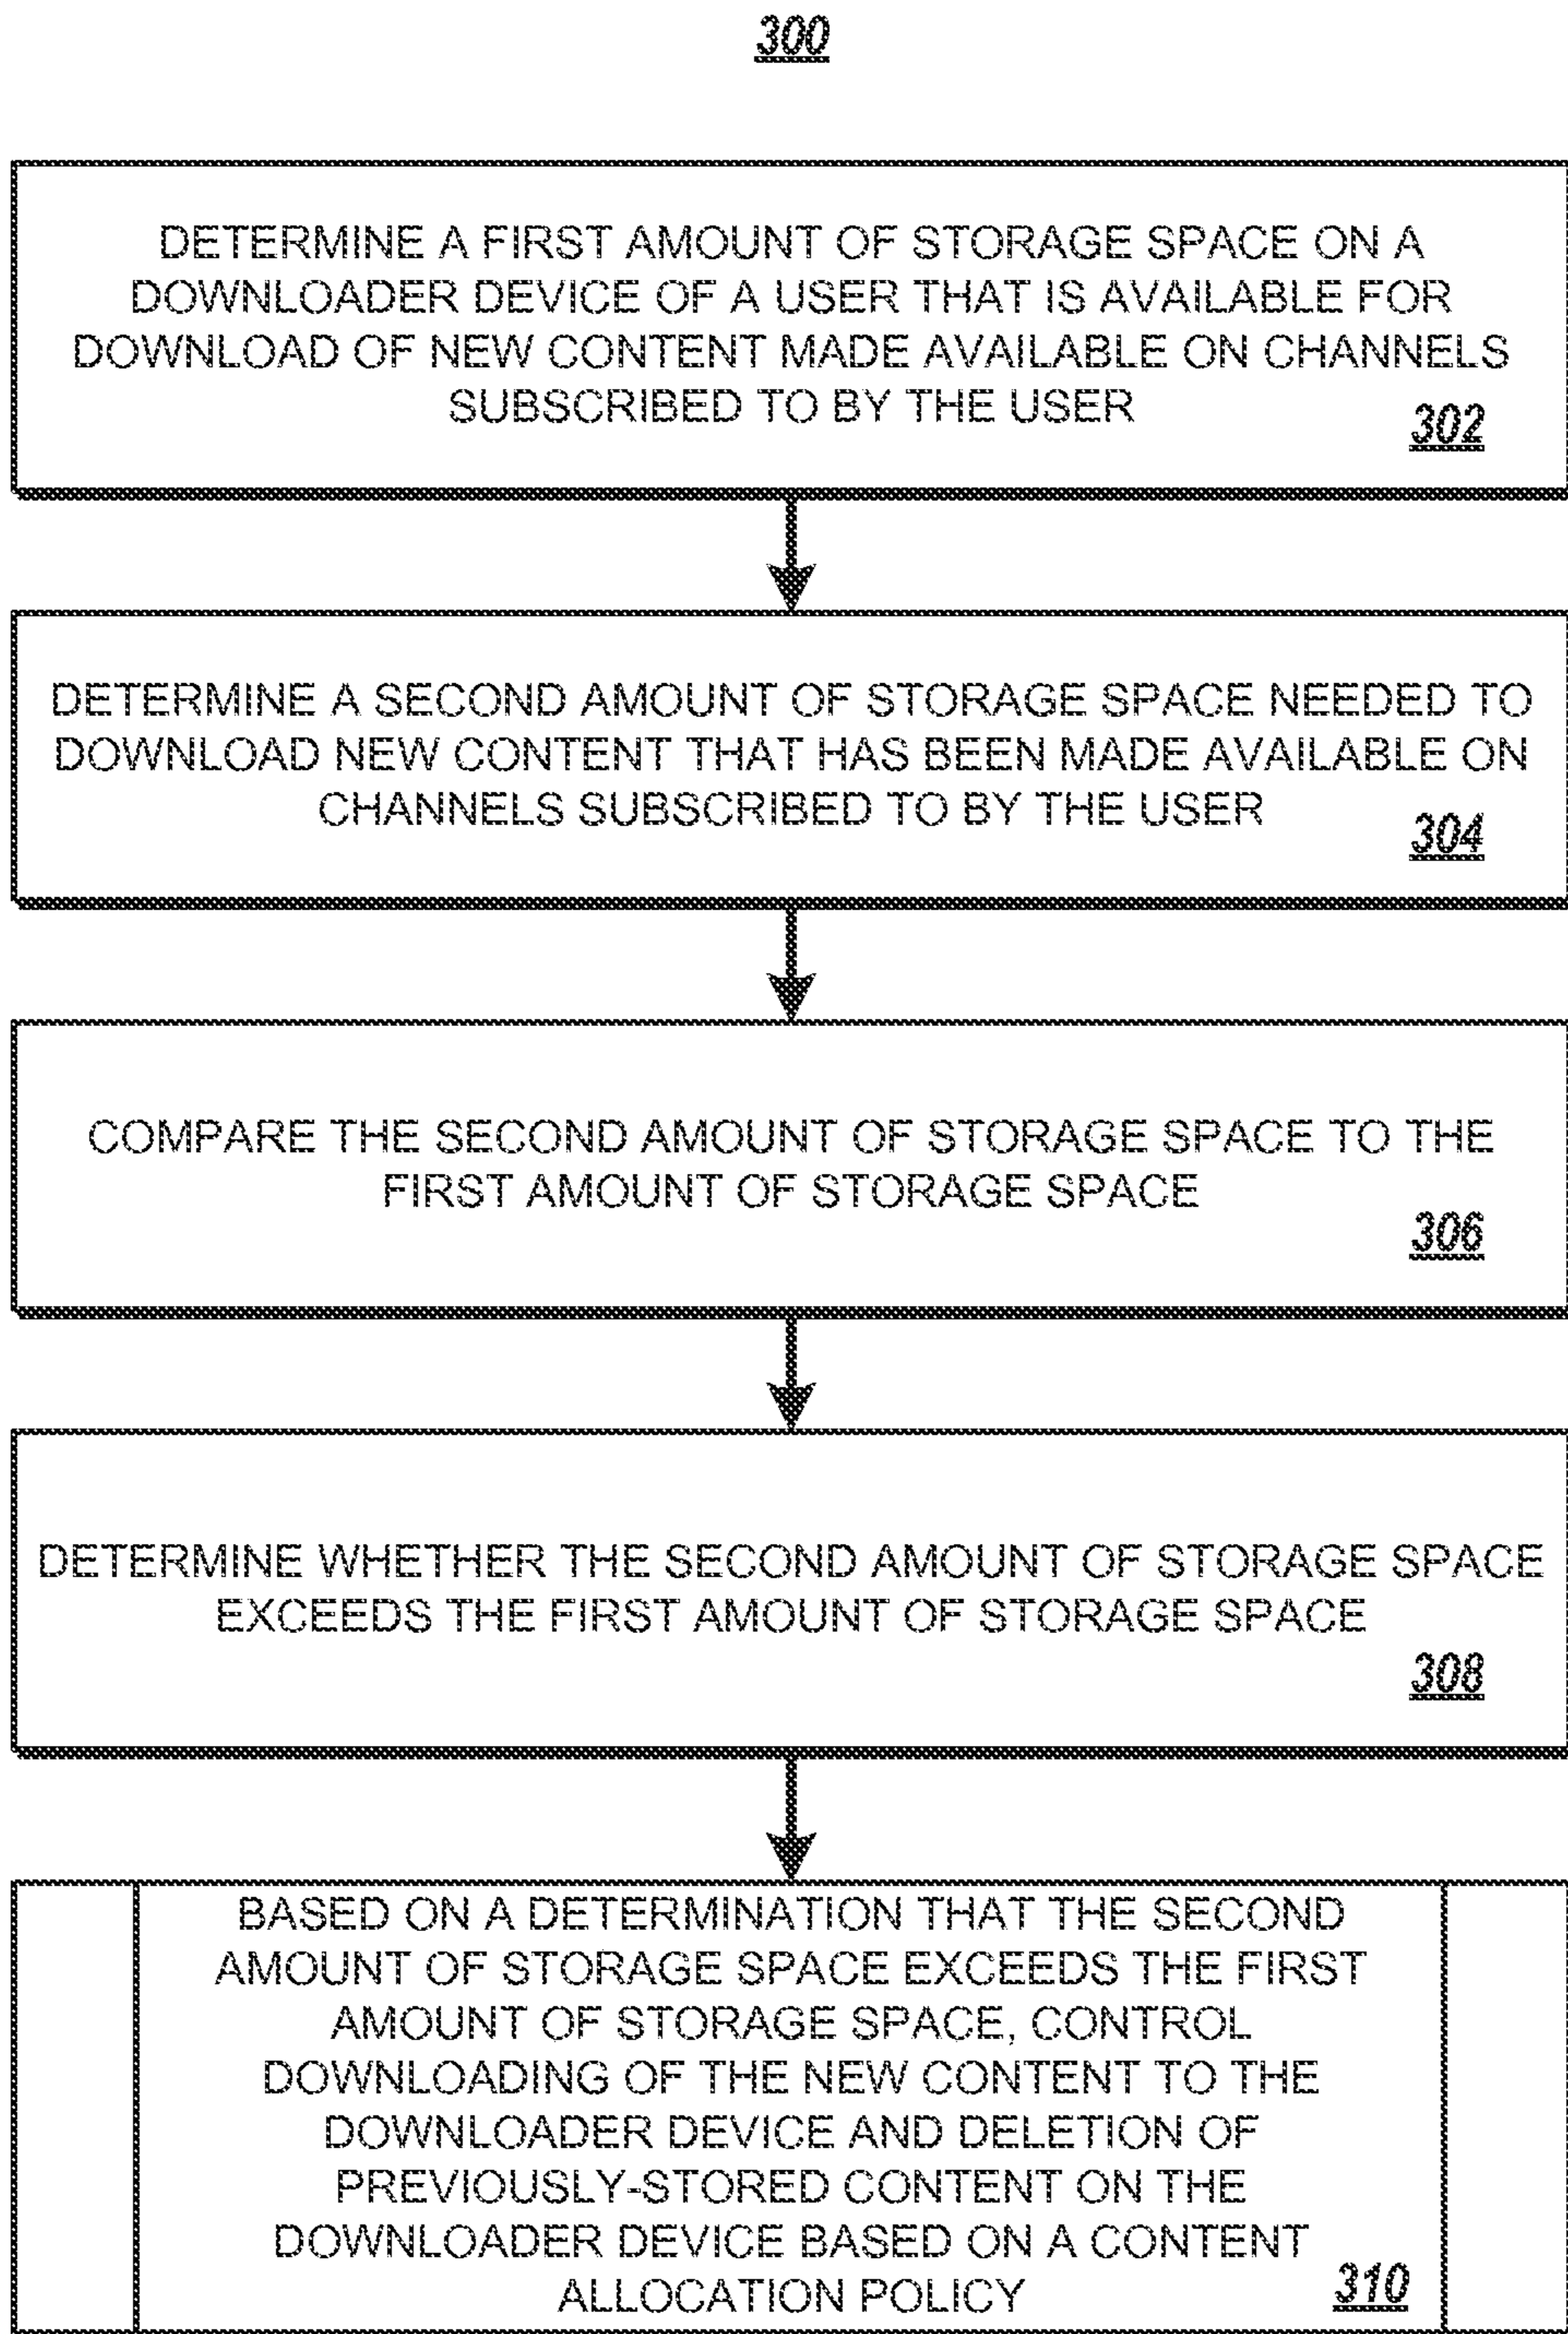 300
DETERMINE A FIRST AMOUNT OF STORAGE SPACE ON A
DOWNLOADER DEVICE OF A USER THAT IS AVAILABLE FOR
DOWNLOAD OF NEW CONTENT MADE AVAILABLE ON CHANNELS
SUBSCRIBED TO BY THE USER
302
DETERMINE A SECOND AMOUNT OF STORAGE SPACE NEEDED TO
DOWNLOAD NEW CONTENT THAT HAS BEEN MADE AVAILABLE ON
CHANNELS SUBSCRIBED TO BY THE USER
304
COMPARE THE SECOND AMOUNT OF STORAGE SPACE TO THE
FIRST AMOUNT OF STORAGE SPACE
306
DETERMINE WHETHER THE SECOND AMOUNT OF STORAGE SPACE
EXCEEDS THE FIRST AMOUNT OF STORAGE SPACE
308
BASED ON A DETERMINATION THAT THE SECOND
AMOUNT OF STORAGE SPACE EXCEEDS THE FIRST
AMOUNT OF STORAGE SPACE, CONTROL
DOWNLOADING OF THE NEW CONTENT TO THE
DOWNLOADER DEVICE AND DELETION OF
PREVIOUSLY-STORED CONTENT ON THE
DOWNLOADER DEVICE BASED ON A CONTENT
ALLOCATION POLICY
310